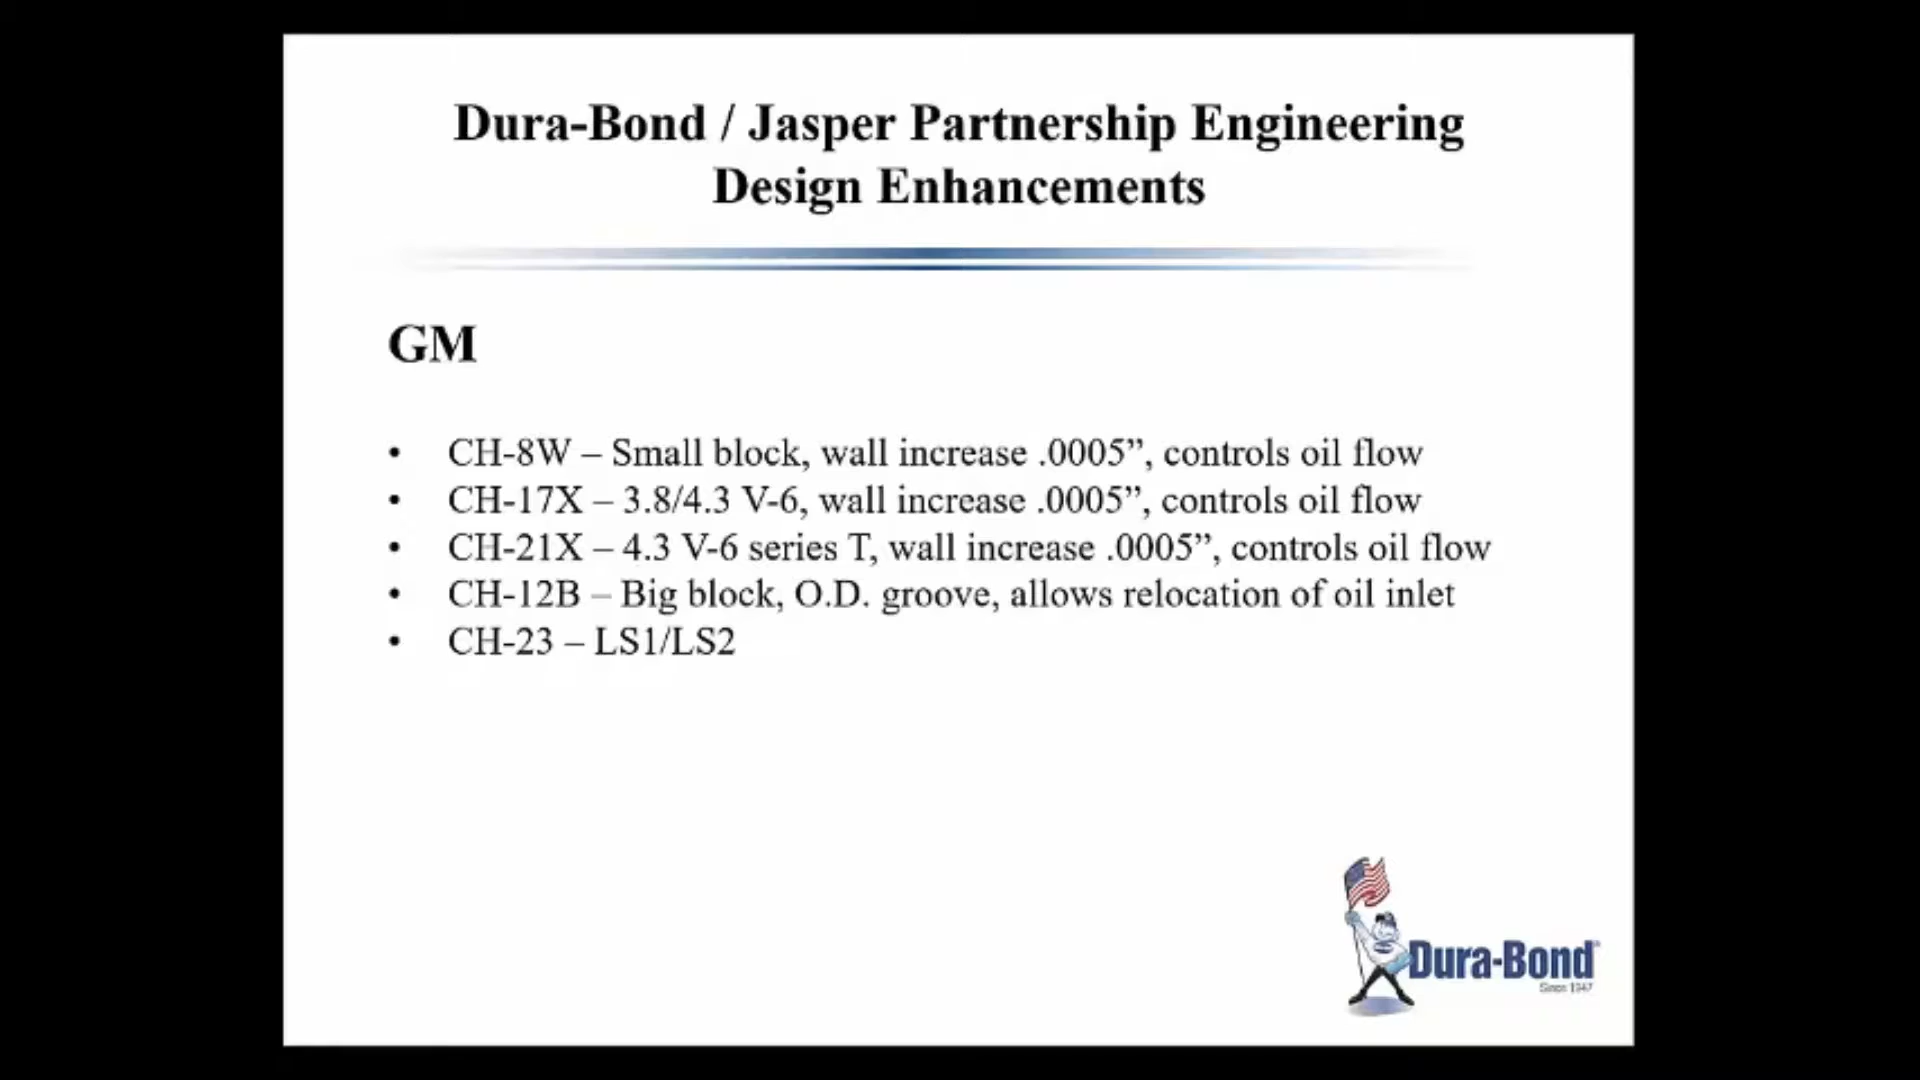 Dura-Bond / Jasper Partnership Engineering
Design Enhancements
GM
• CH-8W – Small block, wall increase .0005”, controls oil flow
• CH-17X – 3.8/4.3 V-6, wall increase .0005”, controls oil flow
• CH-21X – 4.3 V-6 series T, wall increase .0005”, controls oil flow
• CH-12B – Big block, O.D. groove, allows relocation of oil inlet
• CH-23 – LS1/LS2
Dura-Bond®
Since 1947